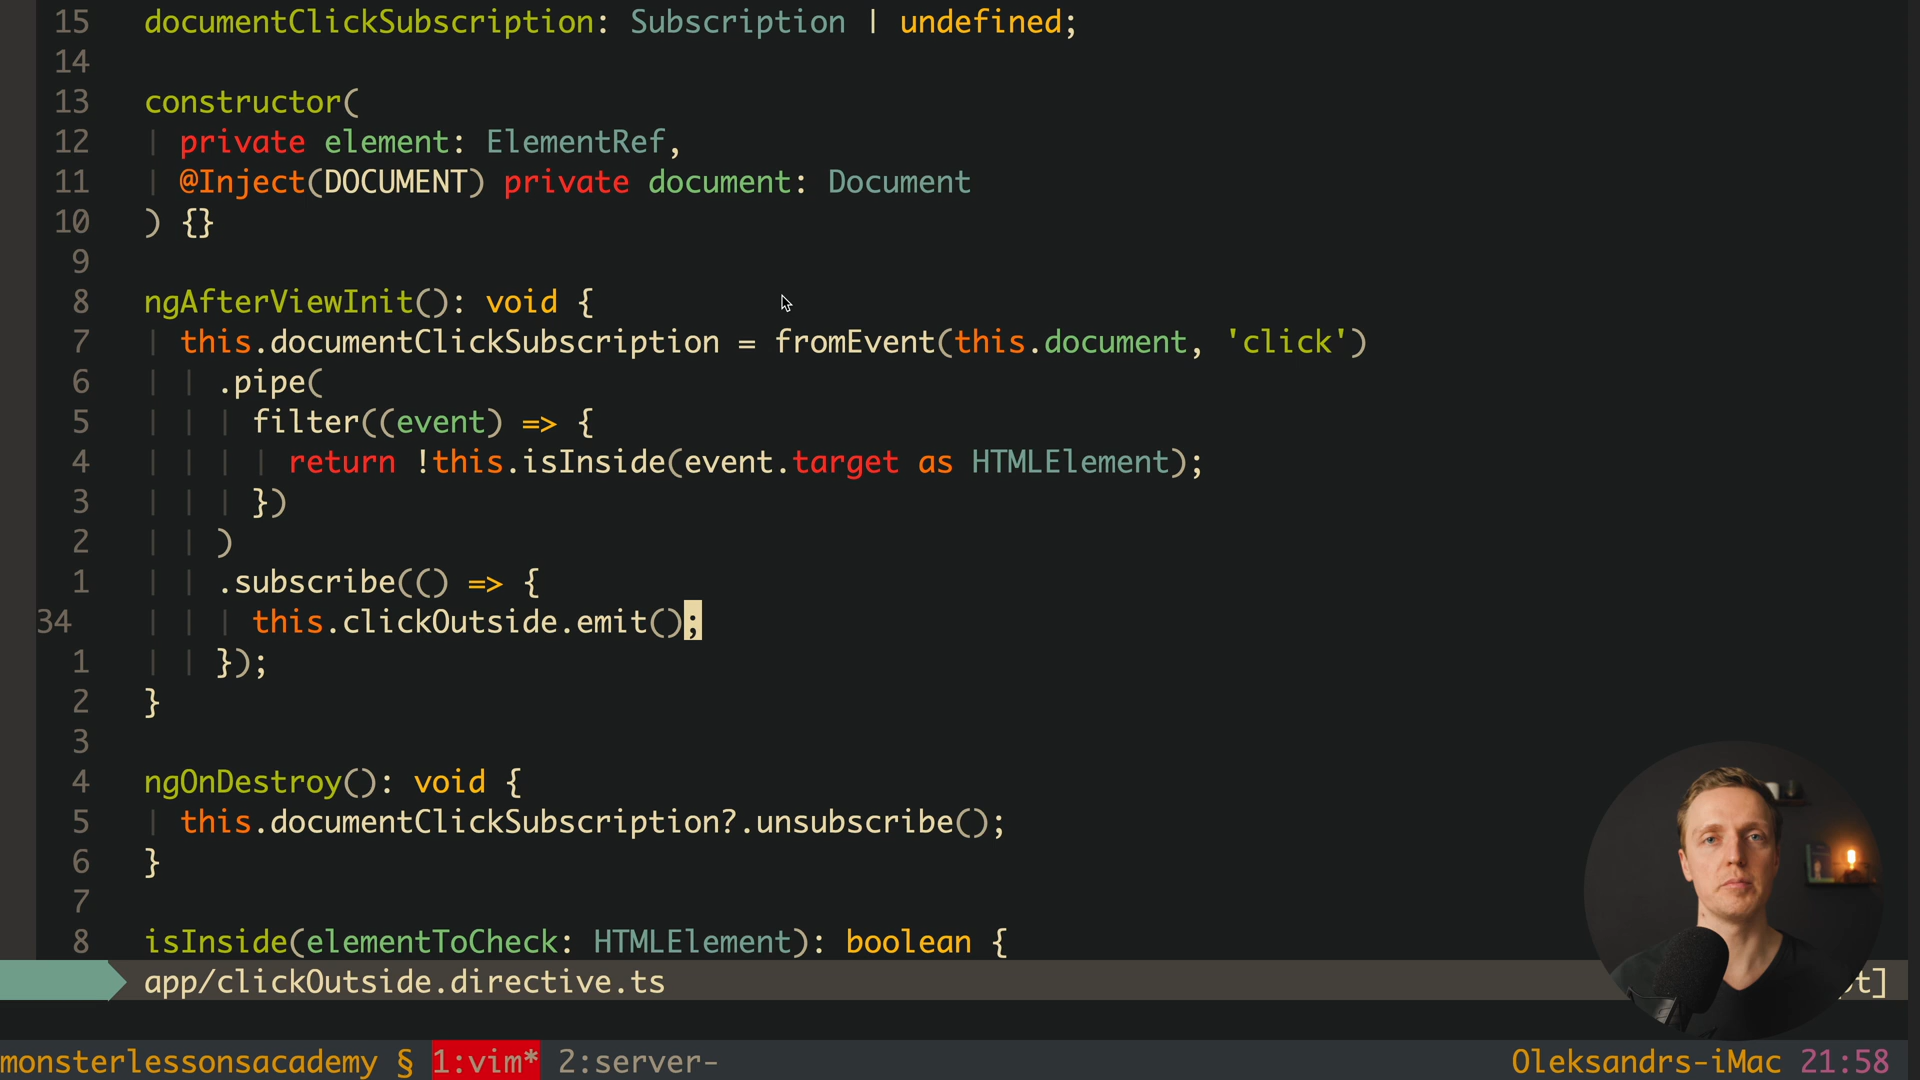 15 documentClickSubscription: Subscription | undefined;
14
13 constructor(
12 private element: ElementRef,
11 @Inject(DOCUMENT) private document: Document
10 ) {}
9
8 ngAfterViewInit(): void {
7 this.documentClickSubscription = fromEvent(this.document, 'click')
6 .pipe(
5 filter((event) => {
4 return !this.isInside(event.target as HTMLElement);
3 })
2 )
1 .subscribe(() => {
34 this.clickOutside.emit();
1 });
2 }
3
4 ngOnDestroy(): void {
5 this.documentClickSubscription?.unsubscribe();
6 }
7
8 isInside(elementToCheck: HTMLElement): boolean {
app/clickOutside.directive.ts
monsterlessonsacademy § 1:vim* 2:server- Oleksandrs-iMac 21:58